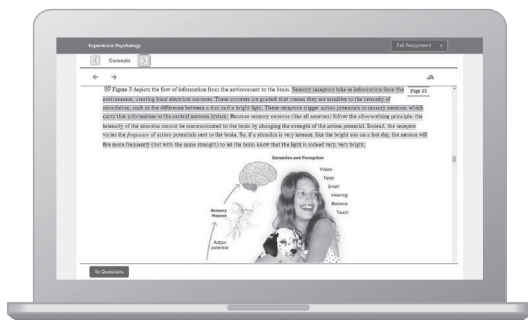 Experience Psychology
Exit Assignment ×
Concepts
Figure 3 depicts the flow of information from the environment to the brain. Sensory receptors take in information from the
Page 85
environment, creating local electrical currents. These currents are graded; that means they are sensitive to the intensity of
stimulation, such as the difference between a dim and a bright light. These receptors trigger action potentials in sensory neurons, which
carry that information to the central nervous system. Because sensory neurons (like all neurons) follow the all-or-nothing principle, the
intensity of the stimulus cannot be communicated to the brain by changing the strength of the action potential. Instead, the receptor
varies the frequency of action potentials sent to the brain. So, if a stimulus is very intense, like the bright sun on a hot day, the neuron will
fire more frequently (but with the same strength) to let the brain know that the light is indeed very, very bright.
Sensation and Perception
Vision
Taste
Smell
Hearing
Balance
Touch
Sensory
Neuron
Action
potential
To Questions